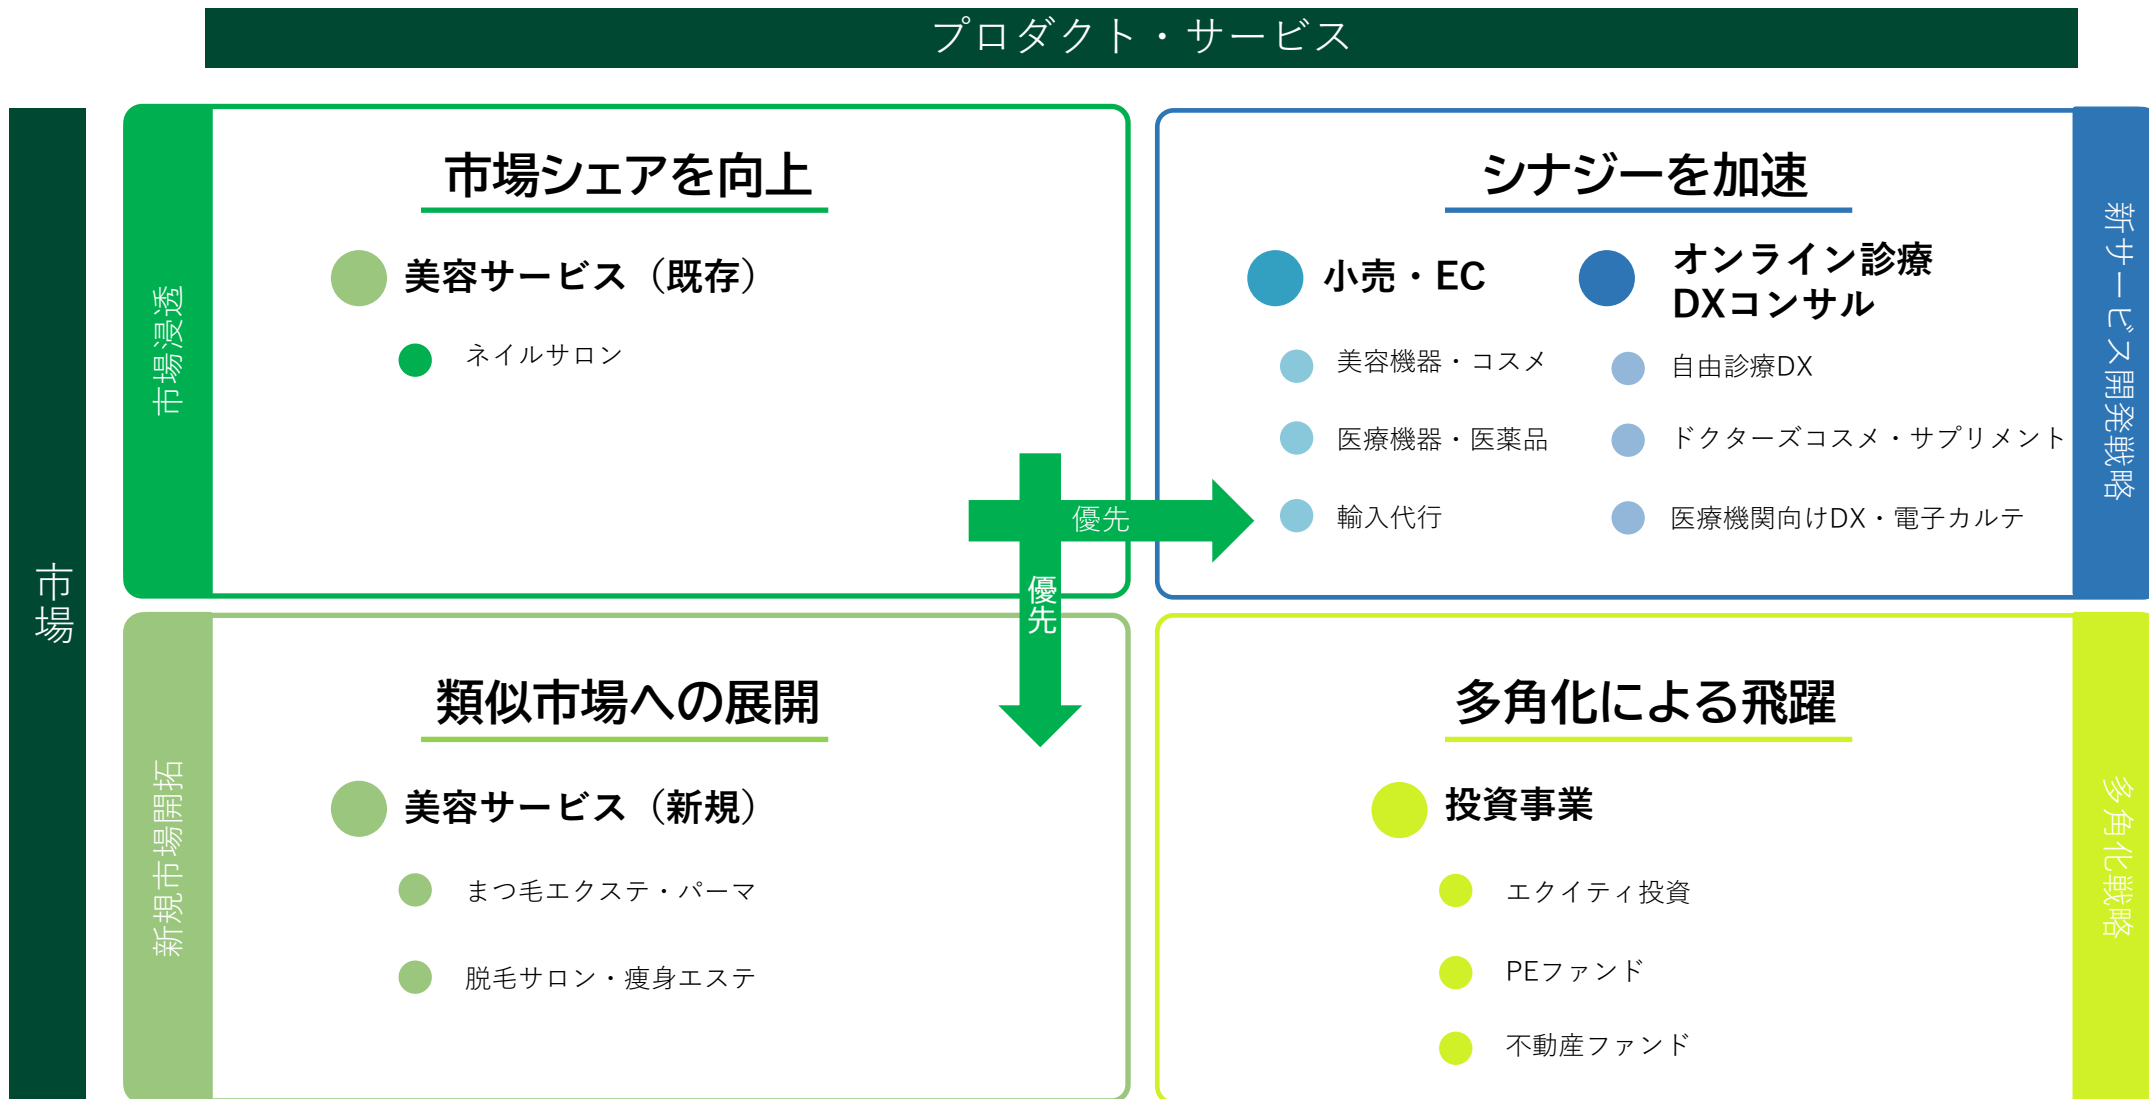 プロダクト・サービス
市場
市場浸透
市場シェアを向上
美容サービス（既存）
ネイルサロン
シナジーを加速
小売・EC
美容機器・コスメ
医療機器・医薬品
輸入代行
オンライン診療
DXコンサル
自由診療DX
ドクターズコスメ・サプリメント
医療機関向けDX・電子カルテ
新サービス開発戦略
優先
優先
新規市場開拓
類似市場への展開
美容サービス（新規）
まつ毛エクステ・パーマ
脱毛サロン・痩身エステ
多角化による飛躍
投資事業
エクイティ投資
PEファンド
不動産ファンド
多角化戦略